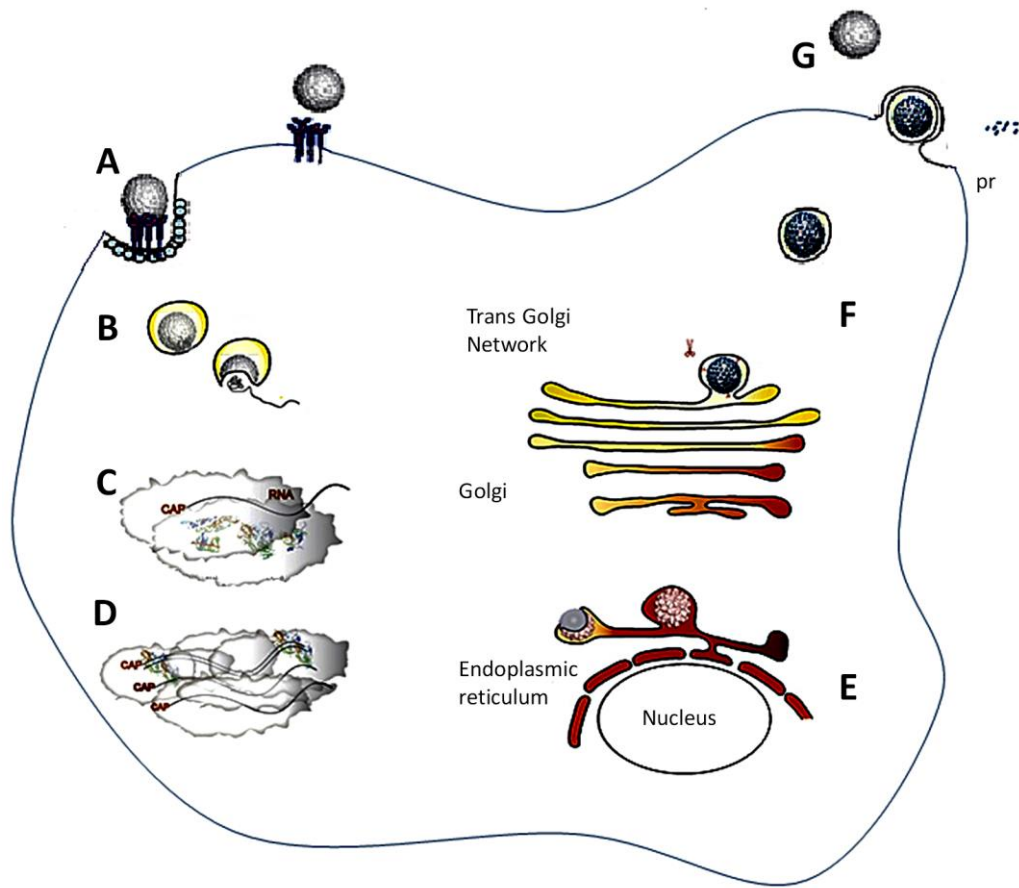 G
A
pr
B
Trans Golgi
Network
F
C
RNA
CAP
Golgi
D
CAP
CAP
CAP
Endoplasmic
reticulum
E
Nucleus